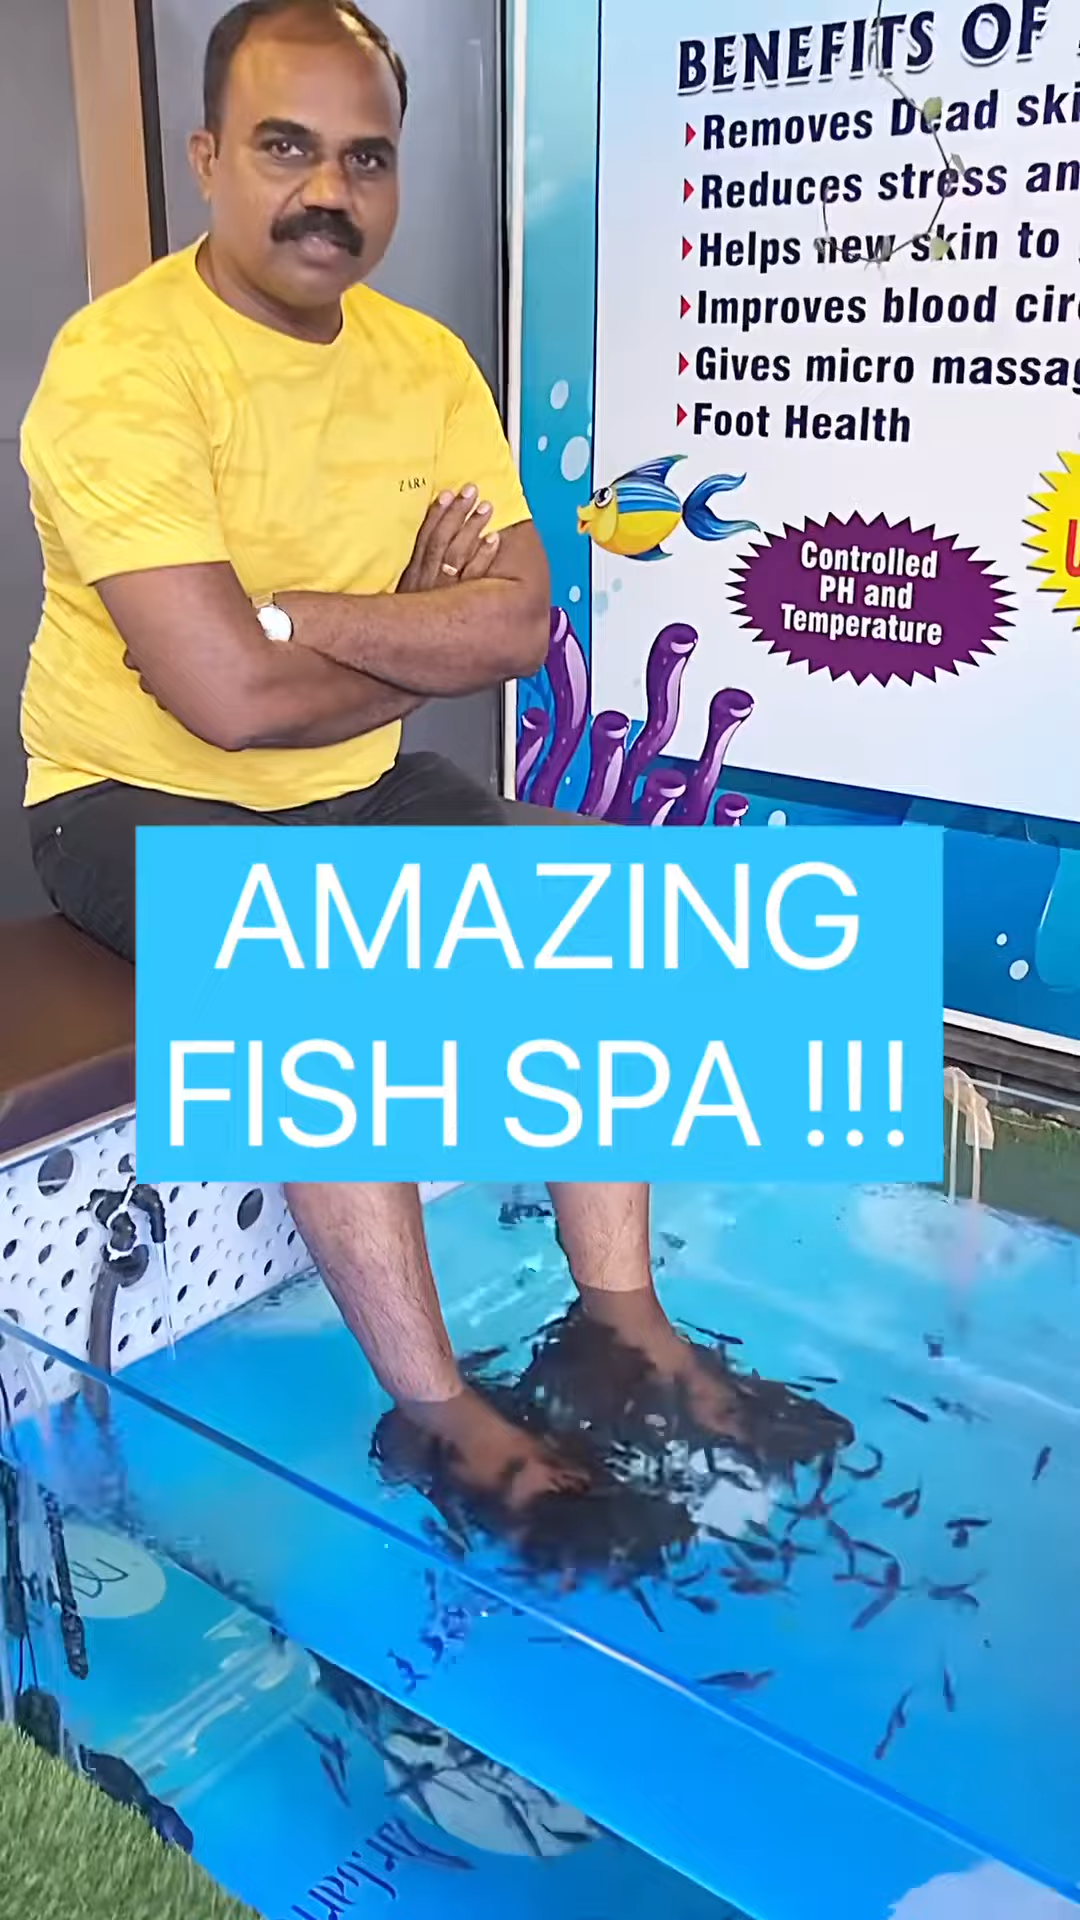 BENEFITS OF
Removes Dead ski
Reduces stress an
Helps new skin to
Improves blood circ
Gives micro massag
Foot Health
ZARA
Controlled
PH and
Temperature
AMAZING
FISH SPA !!!